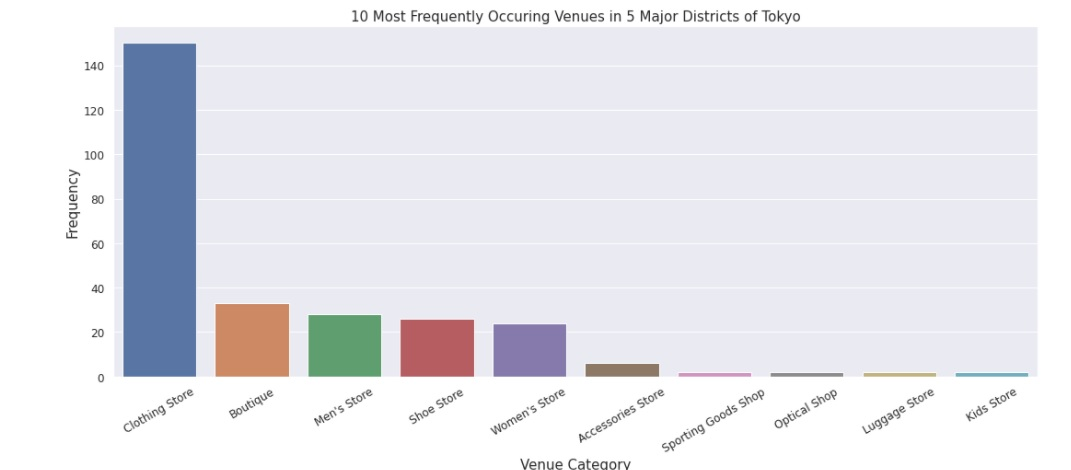 10 Most Frequently Occuring Venues in 5 Major Districts of Tokyo
140
120
100
80
60
40
20
0
Frequency
Clothing Store
Boutique
Men's Store
Shoe Store
Women's Store
Accessories Store
Sporting Goods Shop
Optical Shop
Luggage Store
Kids Store
Venue Category